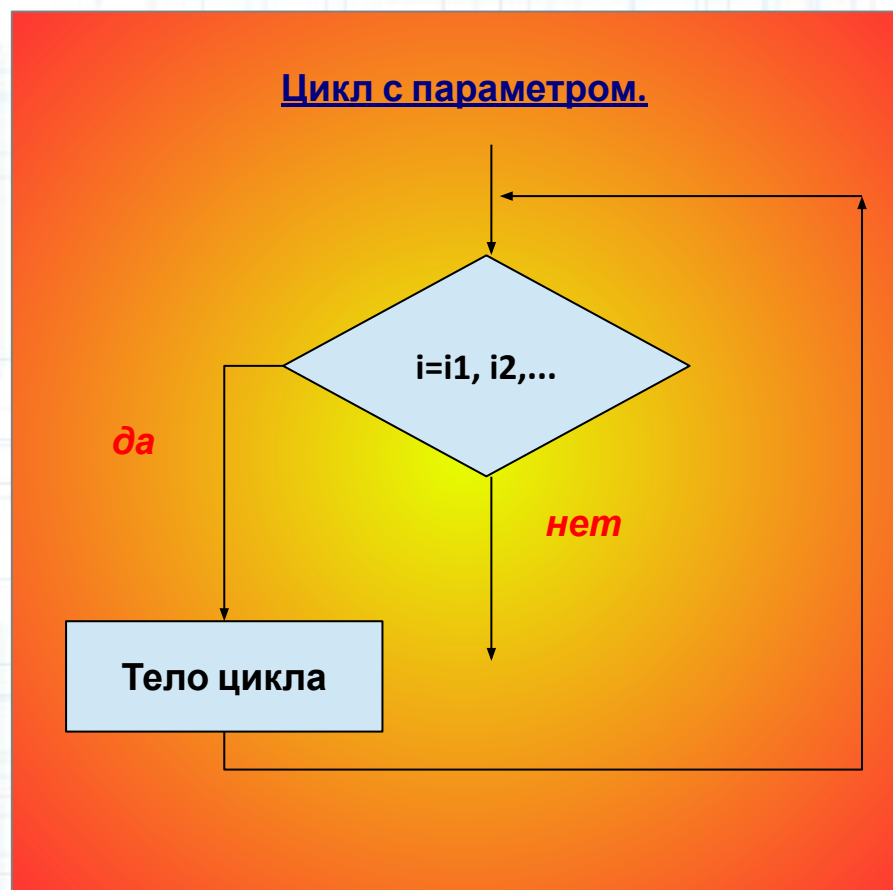 Цикл с параметром.
i=i1, i2,...
да
нет
Тело цикла